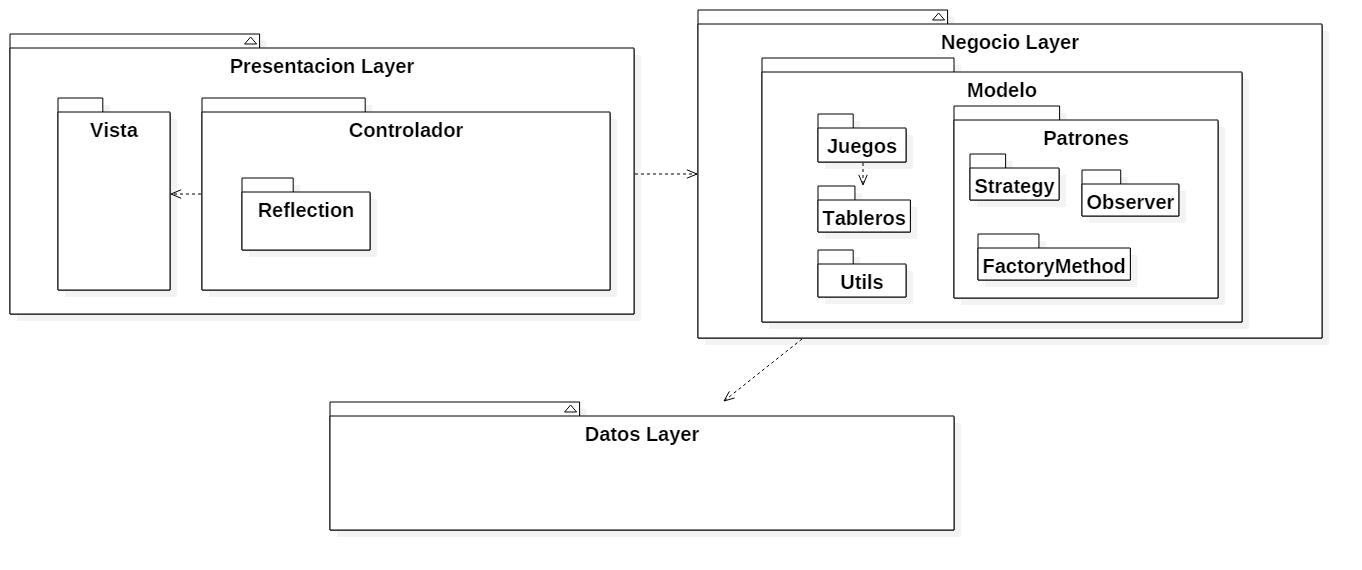 Presentacion Layer
Vista
Controlador
Reflection
Negocio Layer
Modelo
Juegos
Tableros
Utils
Patrones
Strategy
Observer
FactoryMethod
Datos Layer